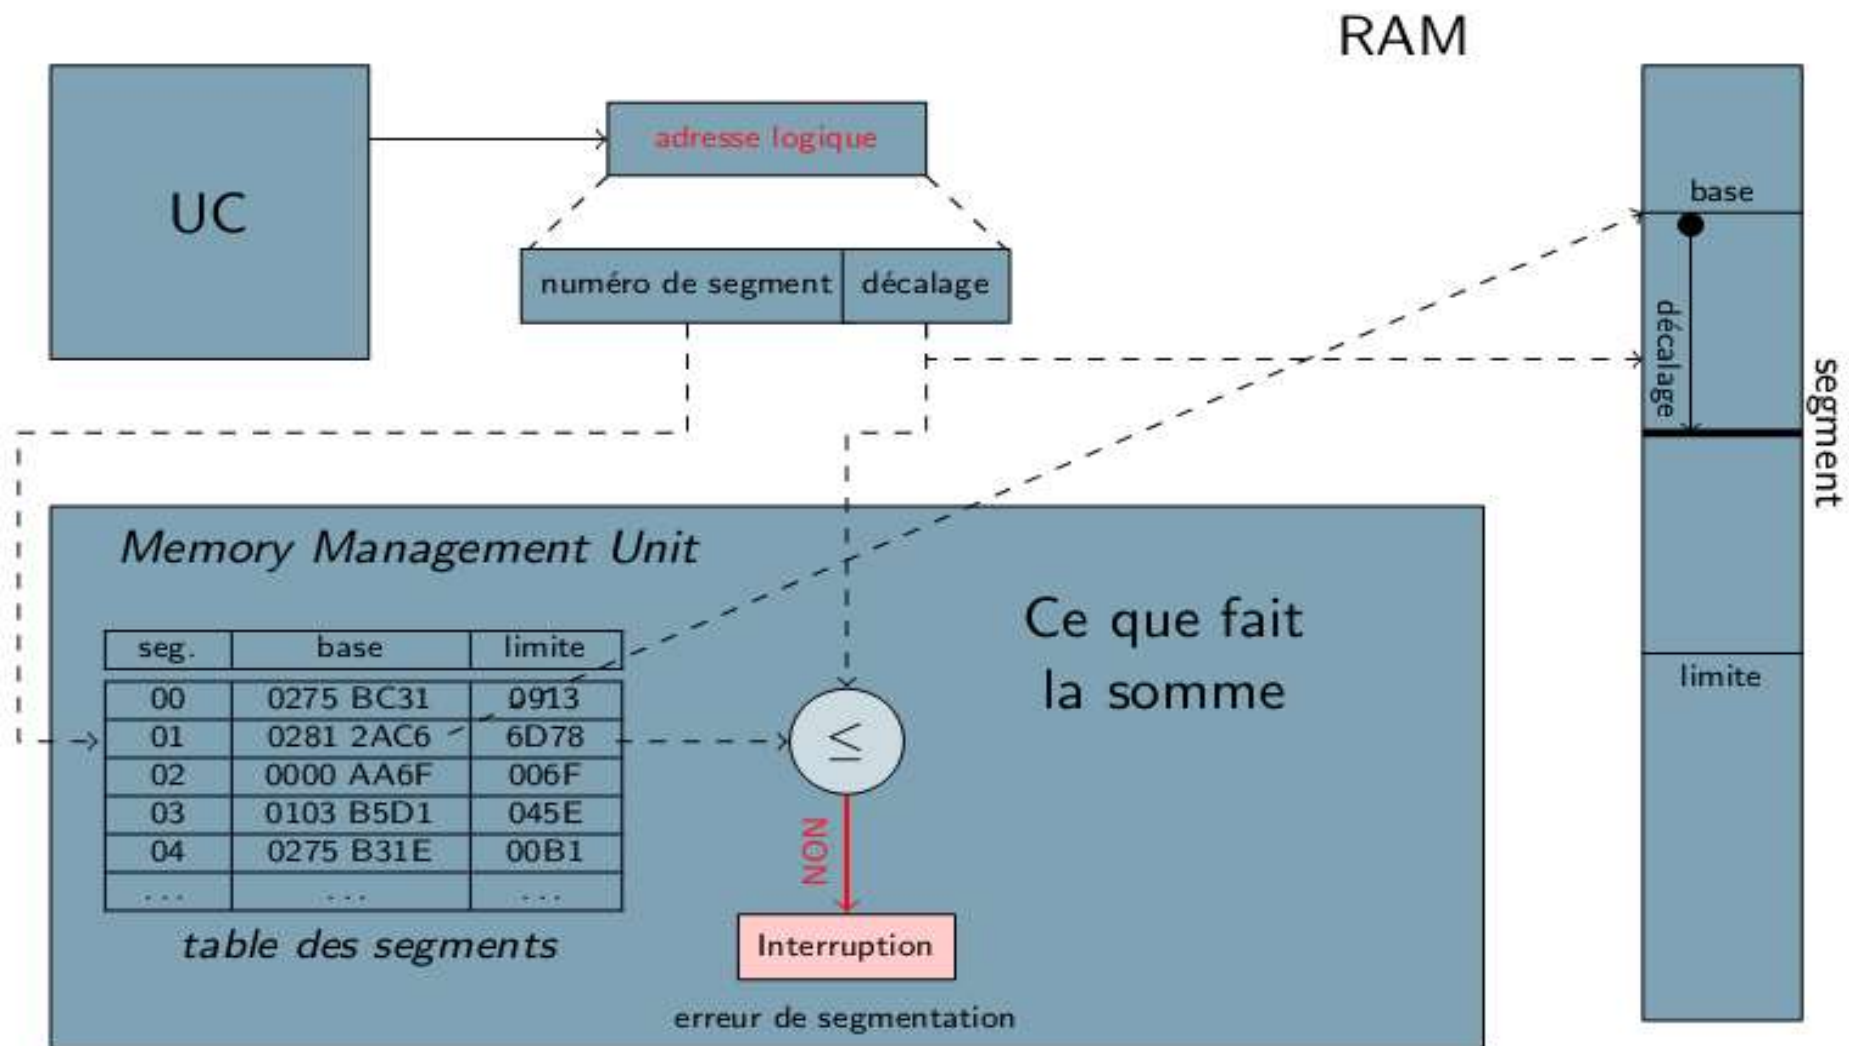 RAM
UC
adresse logique
numéro de segment
décalage
base
décalage
segment
limite
Memory Management Unit
Ce que fait
la somme
seg. base limite
00 0275 BC31 0913
01 0281 2AC6 6D78
02 0000 AA6F 006F
03 0103 B5D1 045E
04 0275 B31E 00B1
... ... ...
table des segments
≤
NON
Interruption
erreur de segmentation